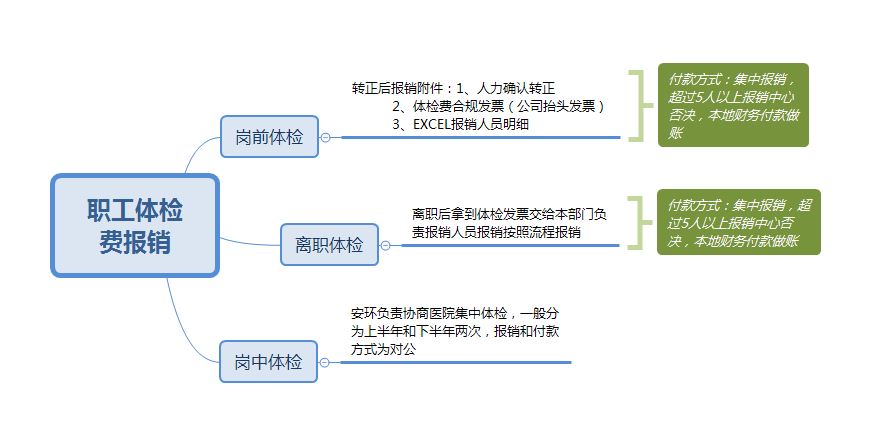 职工体检
费报销
岗前体检
转正后报销附件：1、人力确认转正
2、体检费合规发票（公司抬头发票）
3、EXCEL报销人员明细
付款方式：集中报销，
超过5人以上报销中心
否决，本地财务付款做
账
离职体检
离职后拿到体检发票交给本部门负
责报销人员报销按照流程报销
付款方式：集中报销，超
过5人以上报销中心否
决，本地财务付款做账
岗中体检
安环负责协商医院集中体检，一般分
为上半年和下半年两次，报销和付款
方式为对公